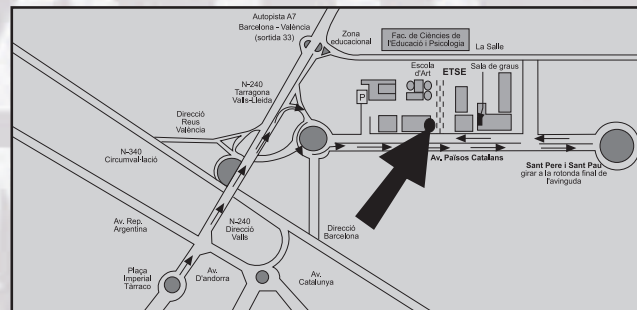 Autopista A7
Barcelona - València
(sortida 33)
Zona
educacional
Fac. de Ciències de
l'Educació i Psicologia
La Salle
N-240
Tarragona
Valls-Lleida
Escola
d'Art
ETSE
Sala de graus
P
Direcció
Reus
València
N-340
Circumval·lació
Av. Països Catalans
Sant Pere i Sant Pau
girar a la rotonda final de
l'avinguda
Av. Rep.
Argentina
N-240
Direcció
Valls
Direcció
Barcelona
Plaça
Imperial
Tàrraco
Av.
D'andorra
Av.
Catalunya